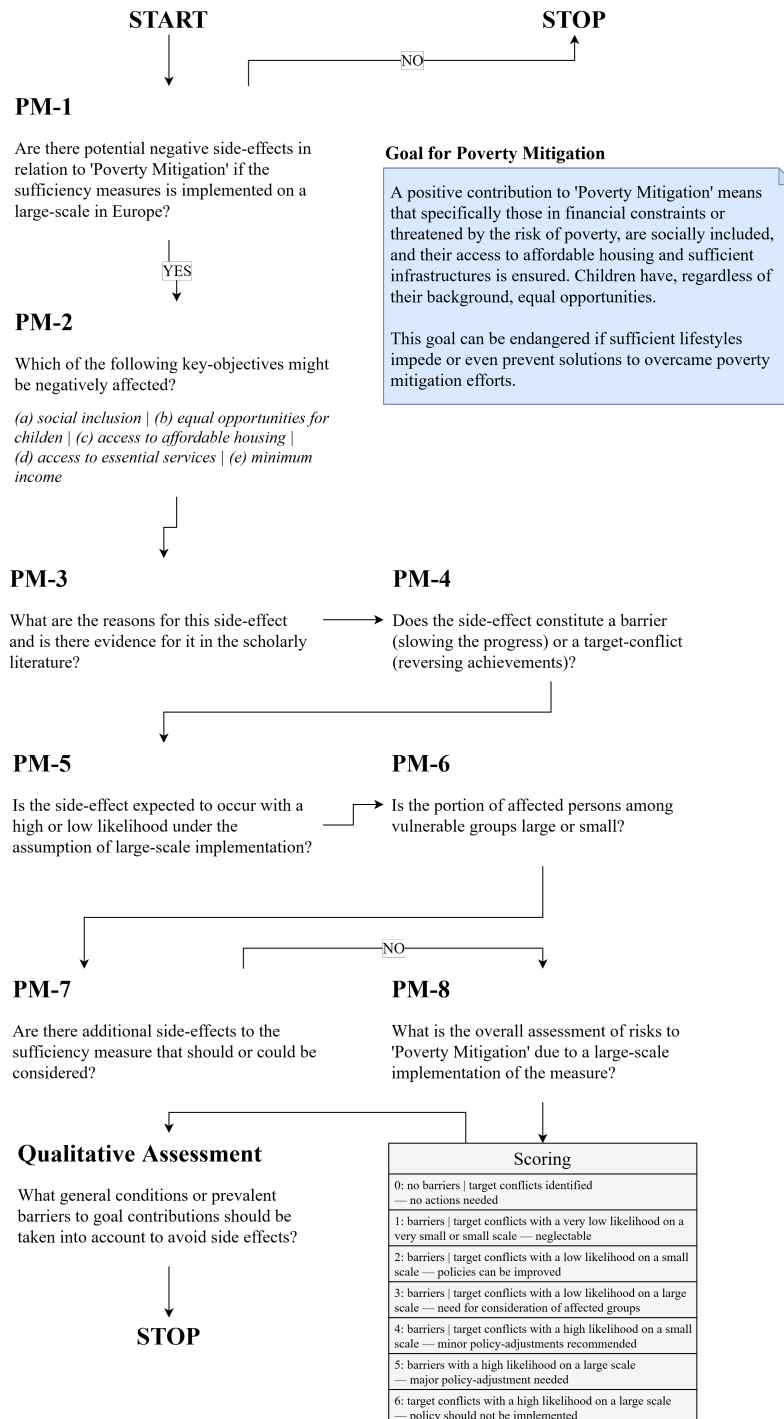 START
STOP
NO
PM-1
Are there potential negative side-effects in
relation to 'Poverty Mitigation' if the
sufficiency measures is implemented on a
large-scale in Europe?
Goal for Poverty Mitigation
A positive contribution to 'Poverty Mitigation' means
that specifically those in financial constraints or
threatened by the risk of poverty, are socially included,
and their access to affordable housing and sufficient
infrastructures is ensured. Children have, regardless of
their background, equal opportunities.
This goal can be endangered if sufficient lifestyles
impede or even prevent solutions to overcame poverty
mitigation efforts.
YES
PM-2
Which of the following key-objectives might
be negatively affected?
(a) social inclusion | (b) equal opportunities for
childen | (c) access to affordable housing |
(d) access to essential services | (e) minimum
income
PM-3
What are the reasons for this side-effect
and is there evidence for it in the scholarly
literature?
PM-4
Does the side-effect constitute a barrier
(slowing the progress) or a target-conflict
(reversing achievements)?
PM-5
Is the side-effect expected to occur with a
high or low likelihood under the
assumption of large-scale implementation?
PM-6
Is the portion of affected persons among
vulnerable groups large or small?
NO
PM-7
Are there additional side-effects to the
sufficiency measure that should or could be
considered?
PM-8
What is the overall assessment of risks to
'Poverty Mitigation' due to a large-scale
implementation of the measure?
Qualitative Assessment
What general conditions or prevalent
barriers to goal contributions should be
taken into account to avoid side effects?
STOP
Scoring
0: no barriers | target conflicts identified
— no actions needed
1: barriers | target conflicts with a very low likelihood on a
very small or small scale — neglectable
2: barriers | target conflicts with a low likelihood on a small
scale — policies can be improved
3: barriers | target conflicts with a low likelihood on a large
scale — need for consideration of affected groups
4: barriers | target conflicts with a high likelihood on a small
scale — minor policy-adjustments recommended
5: barriers with a high likelihood on a large scale
— major policy-adjustment needed
6: target conflicts with a high likelihood on a large scale
— policy should not be implemented